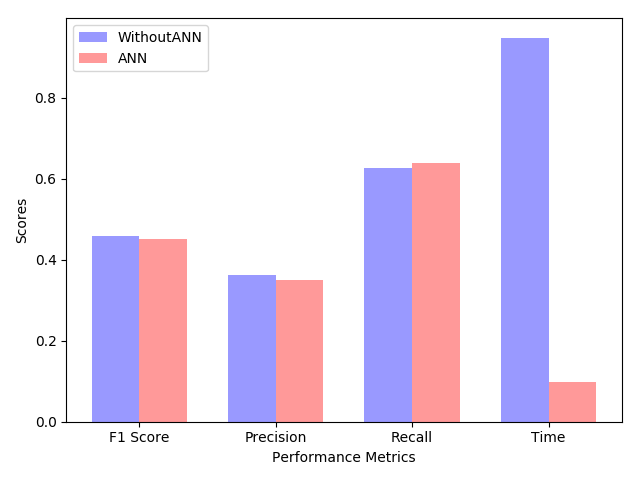 WithoutANN
ANN
Scores
0.8
0.6
0.4
0.2
0.0
F1 Score Precision Recall Time
Performance Metrics